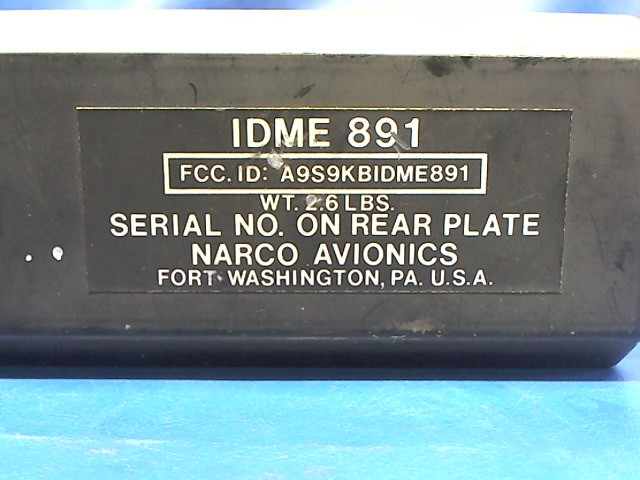 IDME 891
FCC. ID: A9S9KBIDME891
WT. 2.6 LBS.
SERIAL NO. ON REAR PLATE
NARCO AVIONICS
FORT WASHINGTON, PA. U.S.A.